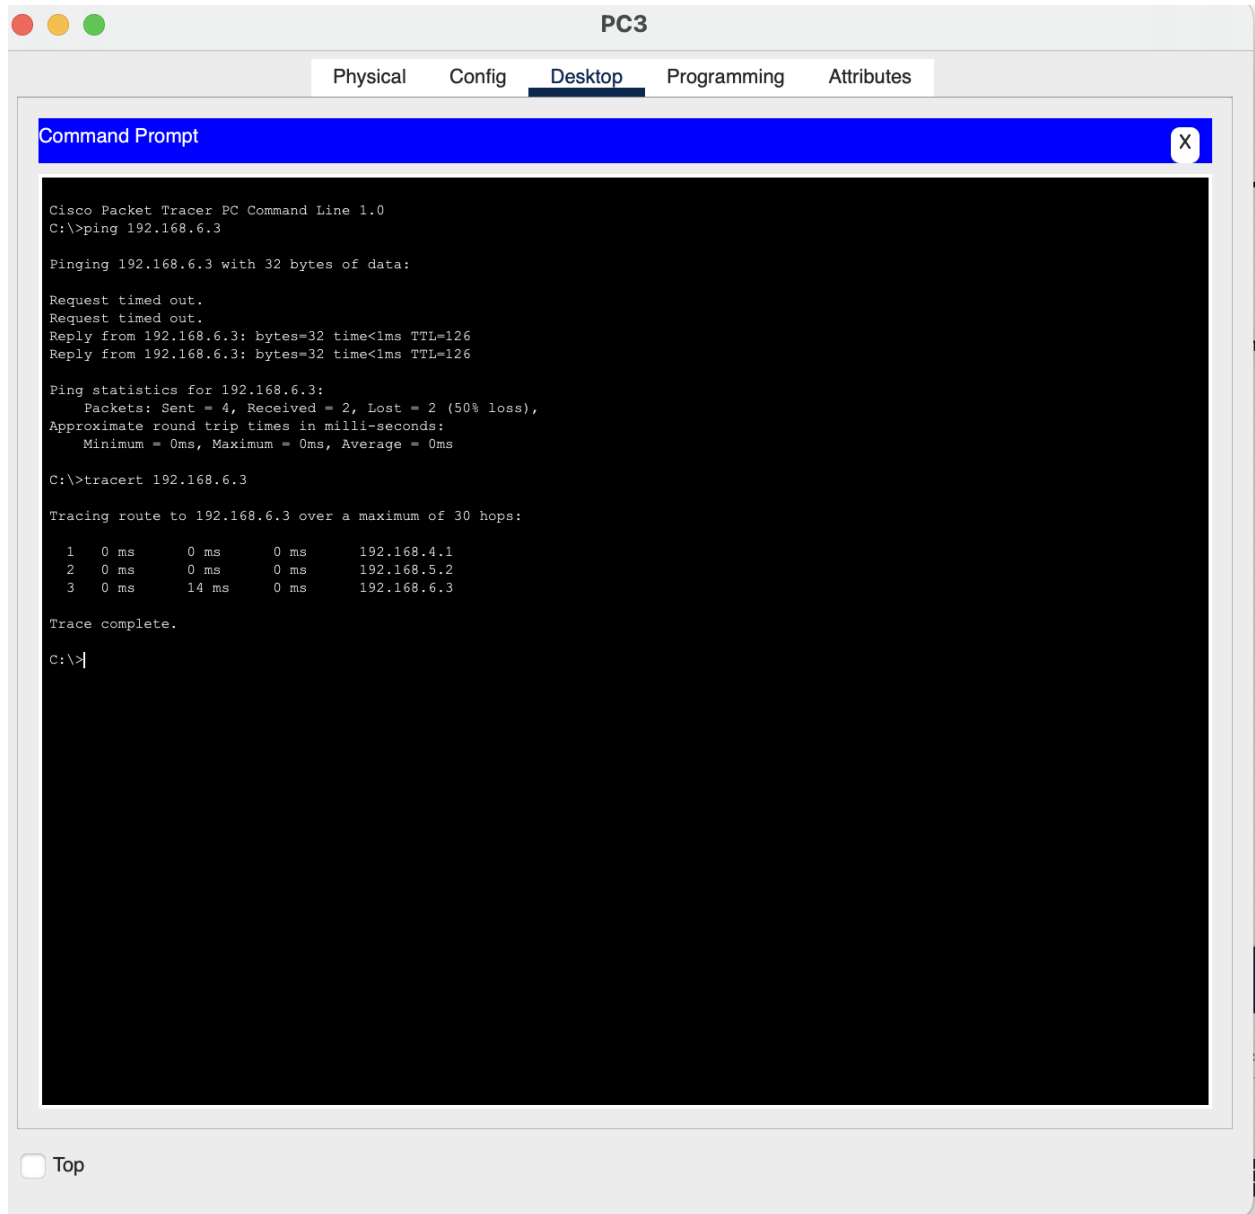 PC3
Physical Config Desktop Programming Attributes
Command Prompt
X
Cisco Packet Tracer PC Command Line 1.0
C:\>ping 192.168.6.3
Pinging 192.168.6.3 with 32 bytes of data:
Request timed out.
Request timed out.
Reply from 192.168.6.3: bytes=32 time<1ms TTL=126
Reply from 192.168.6.3: bytes=32 time<1ms TTL=126
Ping statistics for 192.168.6.3:
    Packets: Sent = 4, Received = 2, Lost = 2 (50% loss),
Approximate round trip times in milli-seconds:
    Minimum = 0ms, Maximum = 0ms, Average = 0ms
C:\>tracert 192.168.6.3
Tracing route to 192.168.6.3 over a maximum of 30 hops:
  1   0 ms      0 ms      0 ms      192.168.4.1
  2   0 ms      0 ms      0 ms      192.168.5.2
  3   0 ms      14 ms     0 ms      192.168.6.3
Trace complete.
C:\>
Top